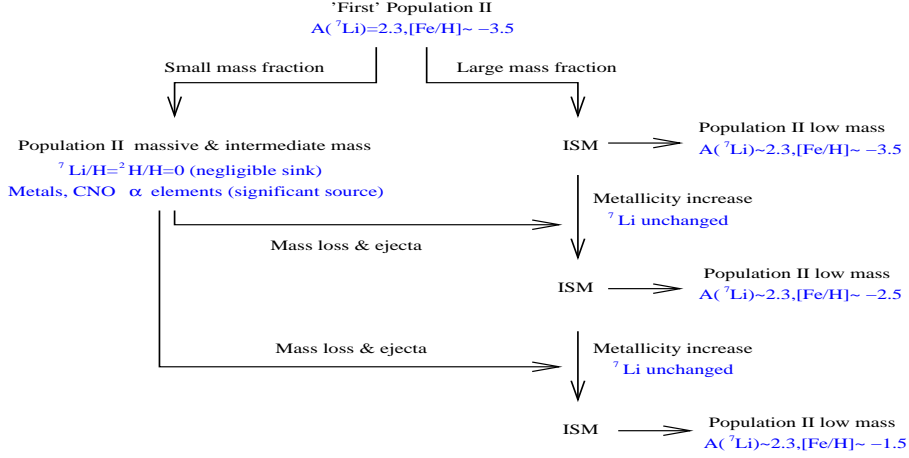 'First' Population II
A(⁷Li)=2.3,[Fe/H]~ −3.5
Small mass fraction
Large mass fraction
Population II massive & intermediate mass
⁷Li/H=²H/H=0 (negligible sink)
Metals, CNO α elements (significant source)
ISM
Population II low mass
A(⁷Li)~2.3,[Fe/H]~ −3.5
Metallicity increase
⁷Li unchanged
Mass loss & ejecta
ISM
Population II low mass
A(⁷Li)~2.3,[Fe/H]~ −2.5
Mass loss & ejecta
Metallicity increase
⁷Li unchanged
ISM
Population II low mass
A(⁷Li)~2.3,[Fe/H]~ −1.5